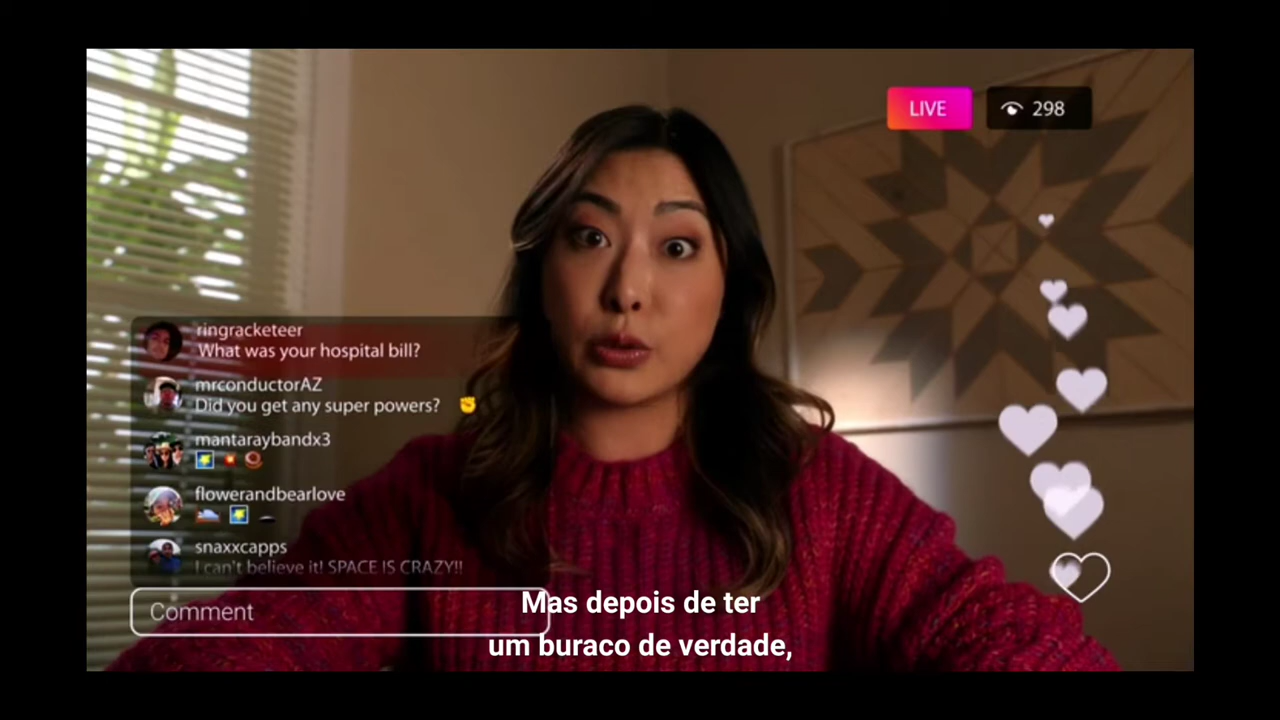 LIVE
298
ringracketeer
What was your hospital bill?
mrconductorAZ
Did you get any super powers? ✊
mantaraybandx3
flowerandbearlove
snaxxcapps
I can't believe it! SPACE IS CRAZY!!
Comment
Mas depois de ter
um buraco de verdade,